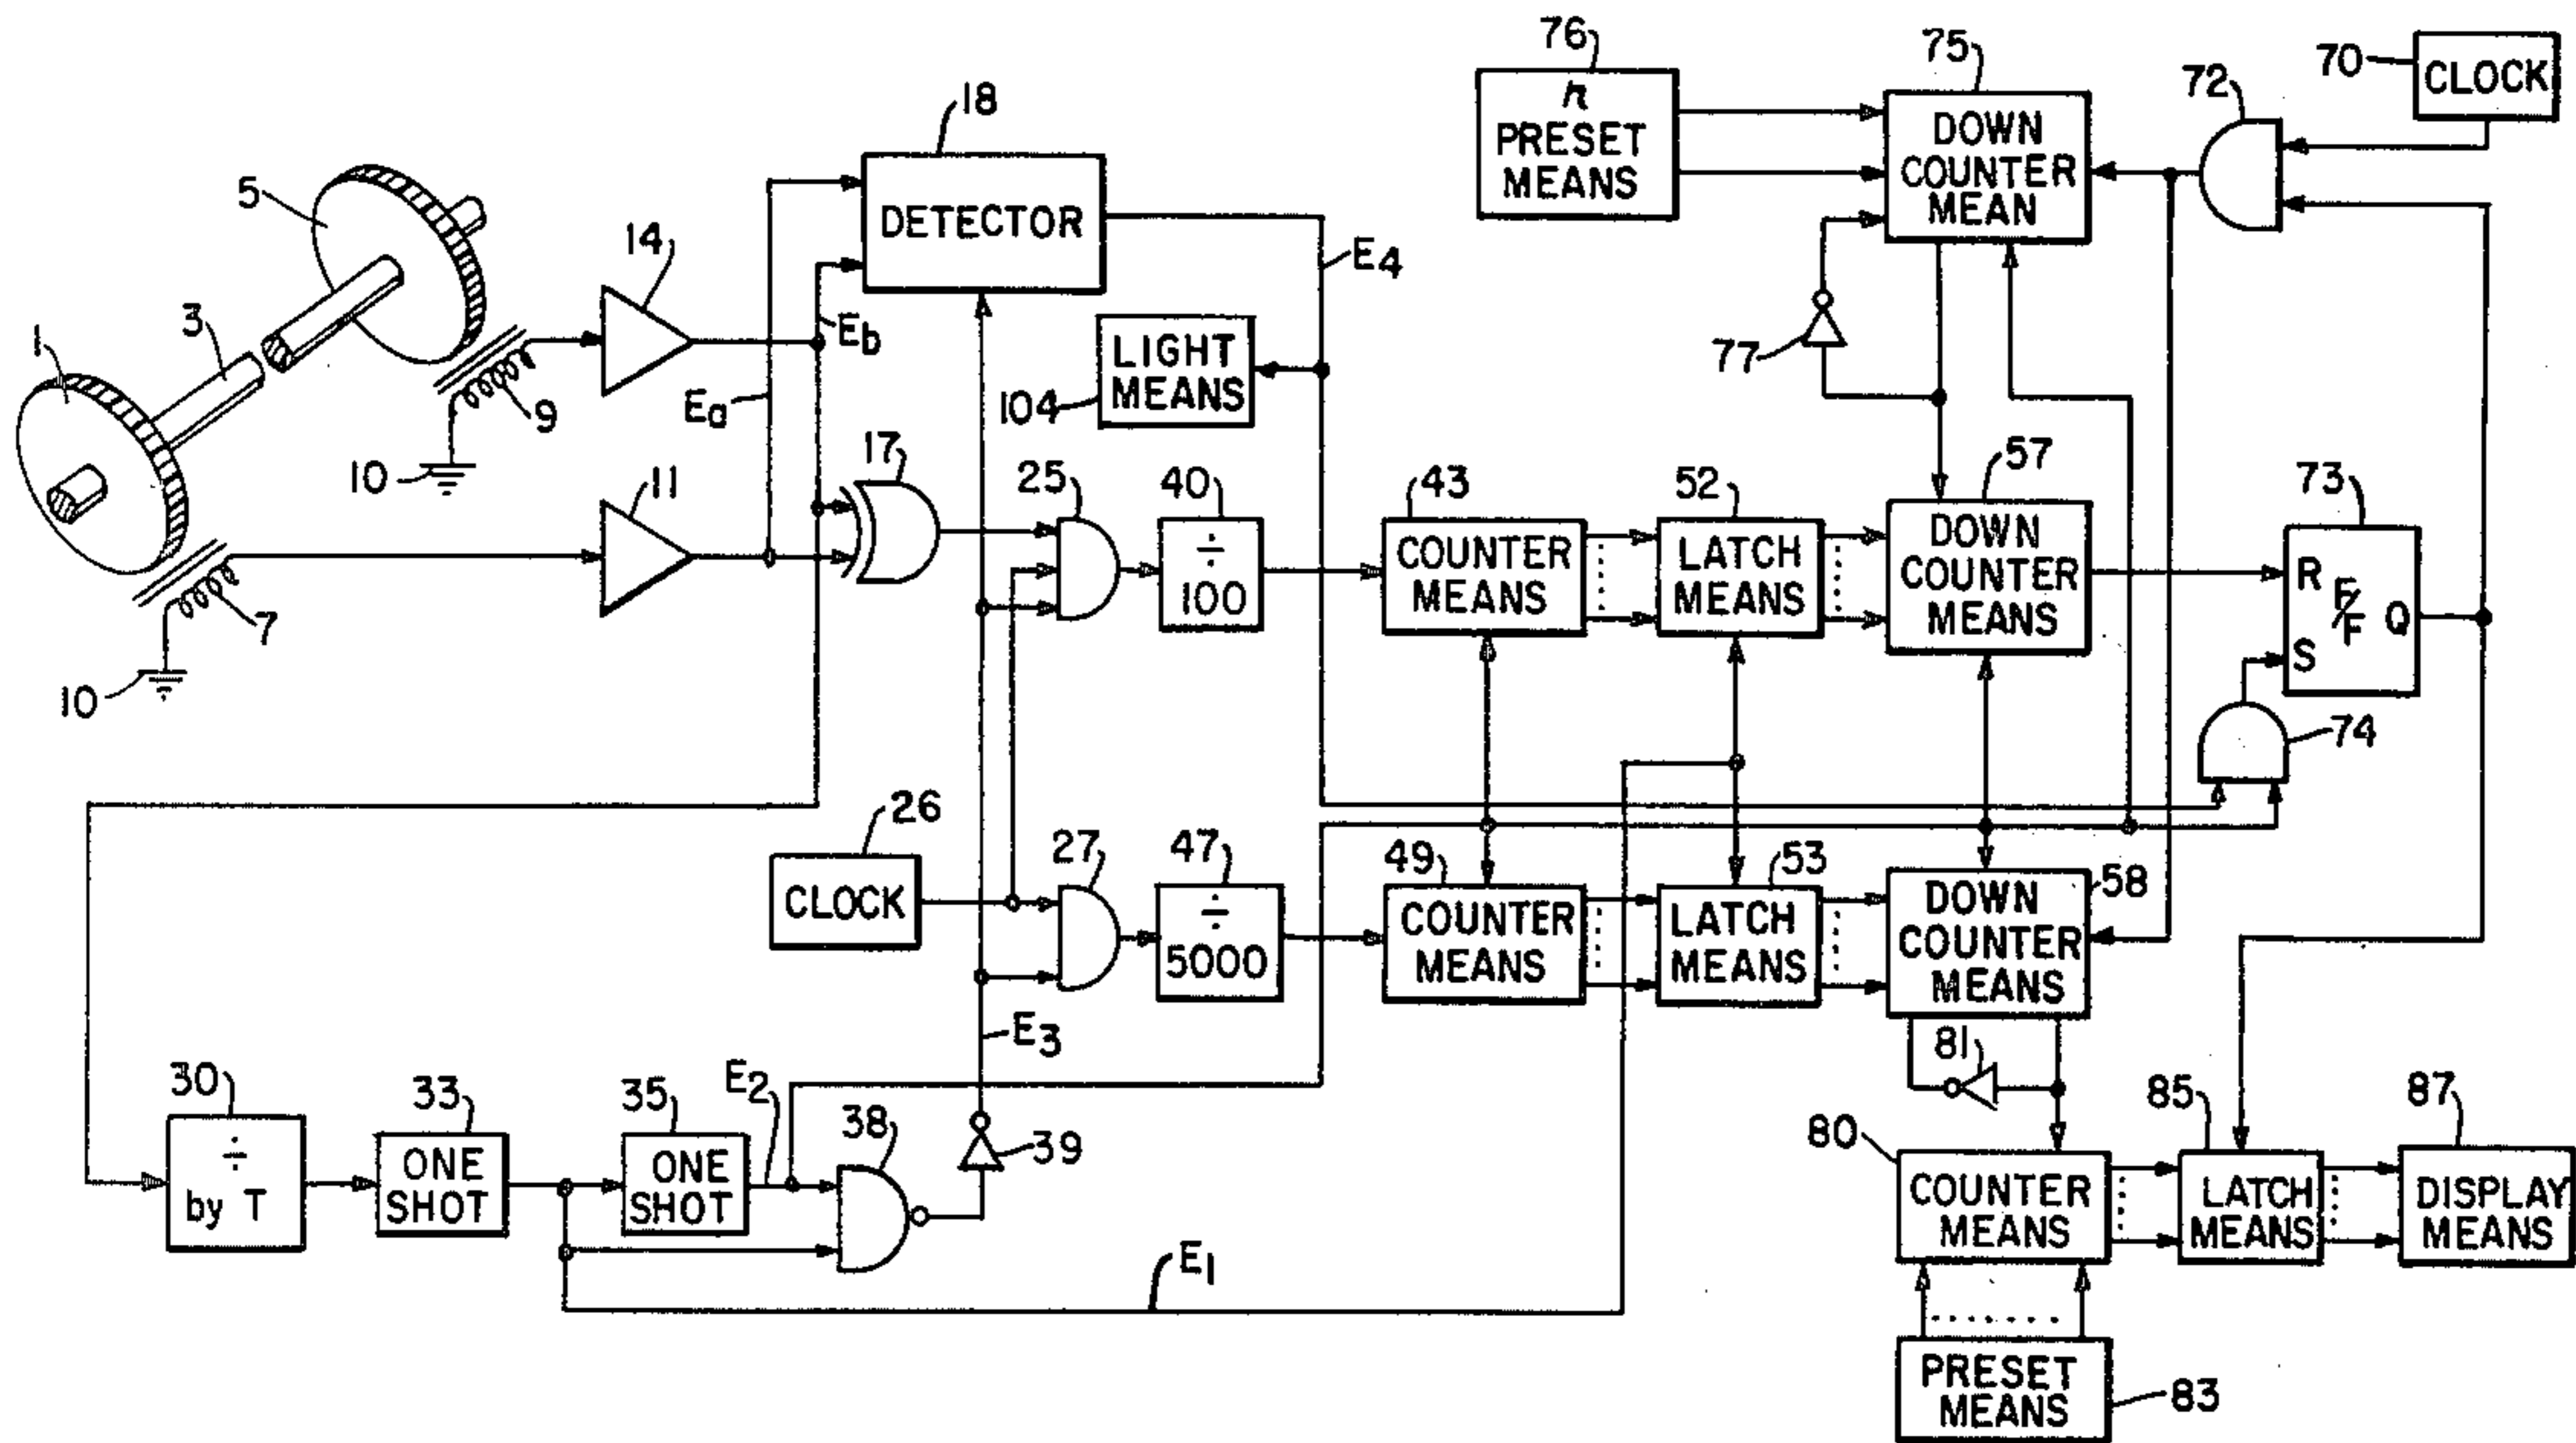 76
75
70
CLOCK
72
n
PRESET
MEANS
DOWN
COUNTER
MEAN
18
5
14
DETECTOR
E4
1
3
Eb
LIGHT
MEANS
77
Ea
9
104
10
17
25
40
43
52
57
73
11
÷
100
COUNTER
MEANS
LATCH
MEANS
DOWN
COUNTER
MEANS
R
F/F
Q
S
7
10
74
26
27
47
49
53
58
CLOCK
÷
5000
COUNTER
MEANS
LATCH
MEANS
DOWN
COUNTER
MEANS
E3
81
30
33
35
E2
38
39
80
85
87
÷
by T
ONE
SHOT
ONE
SHOT
COUNTER
MEANS
LATCH
MEANS
DISPLAY
MEANS
E1
PRESET
MEANS
83